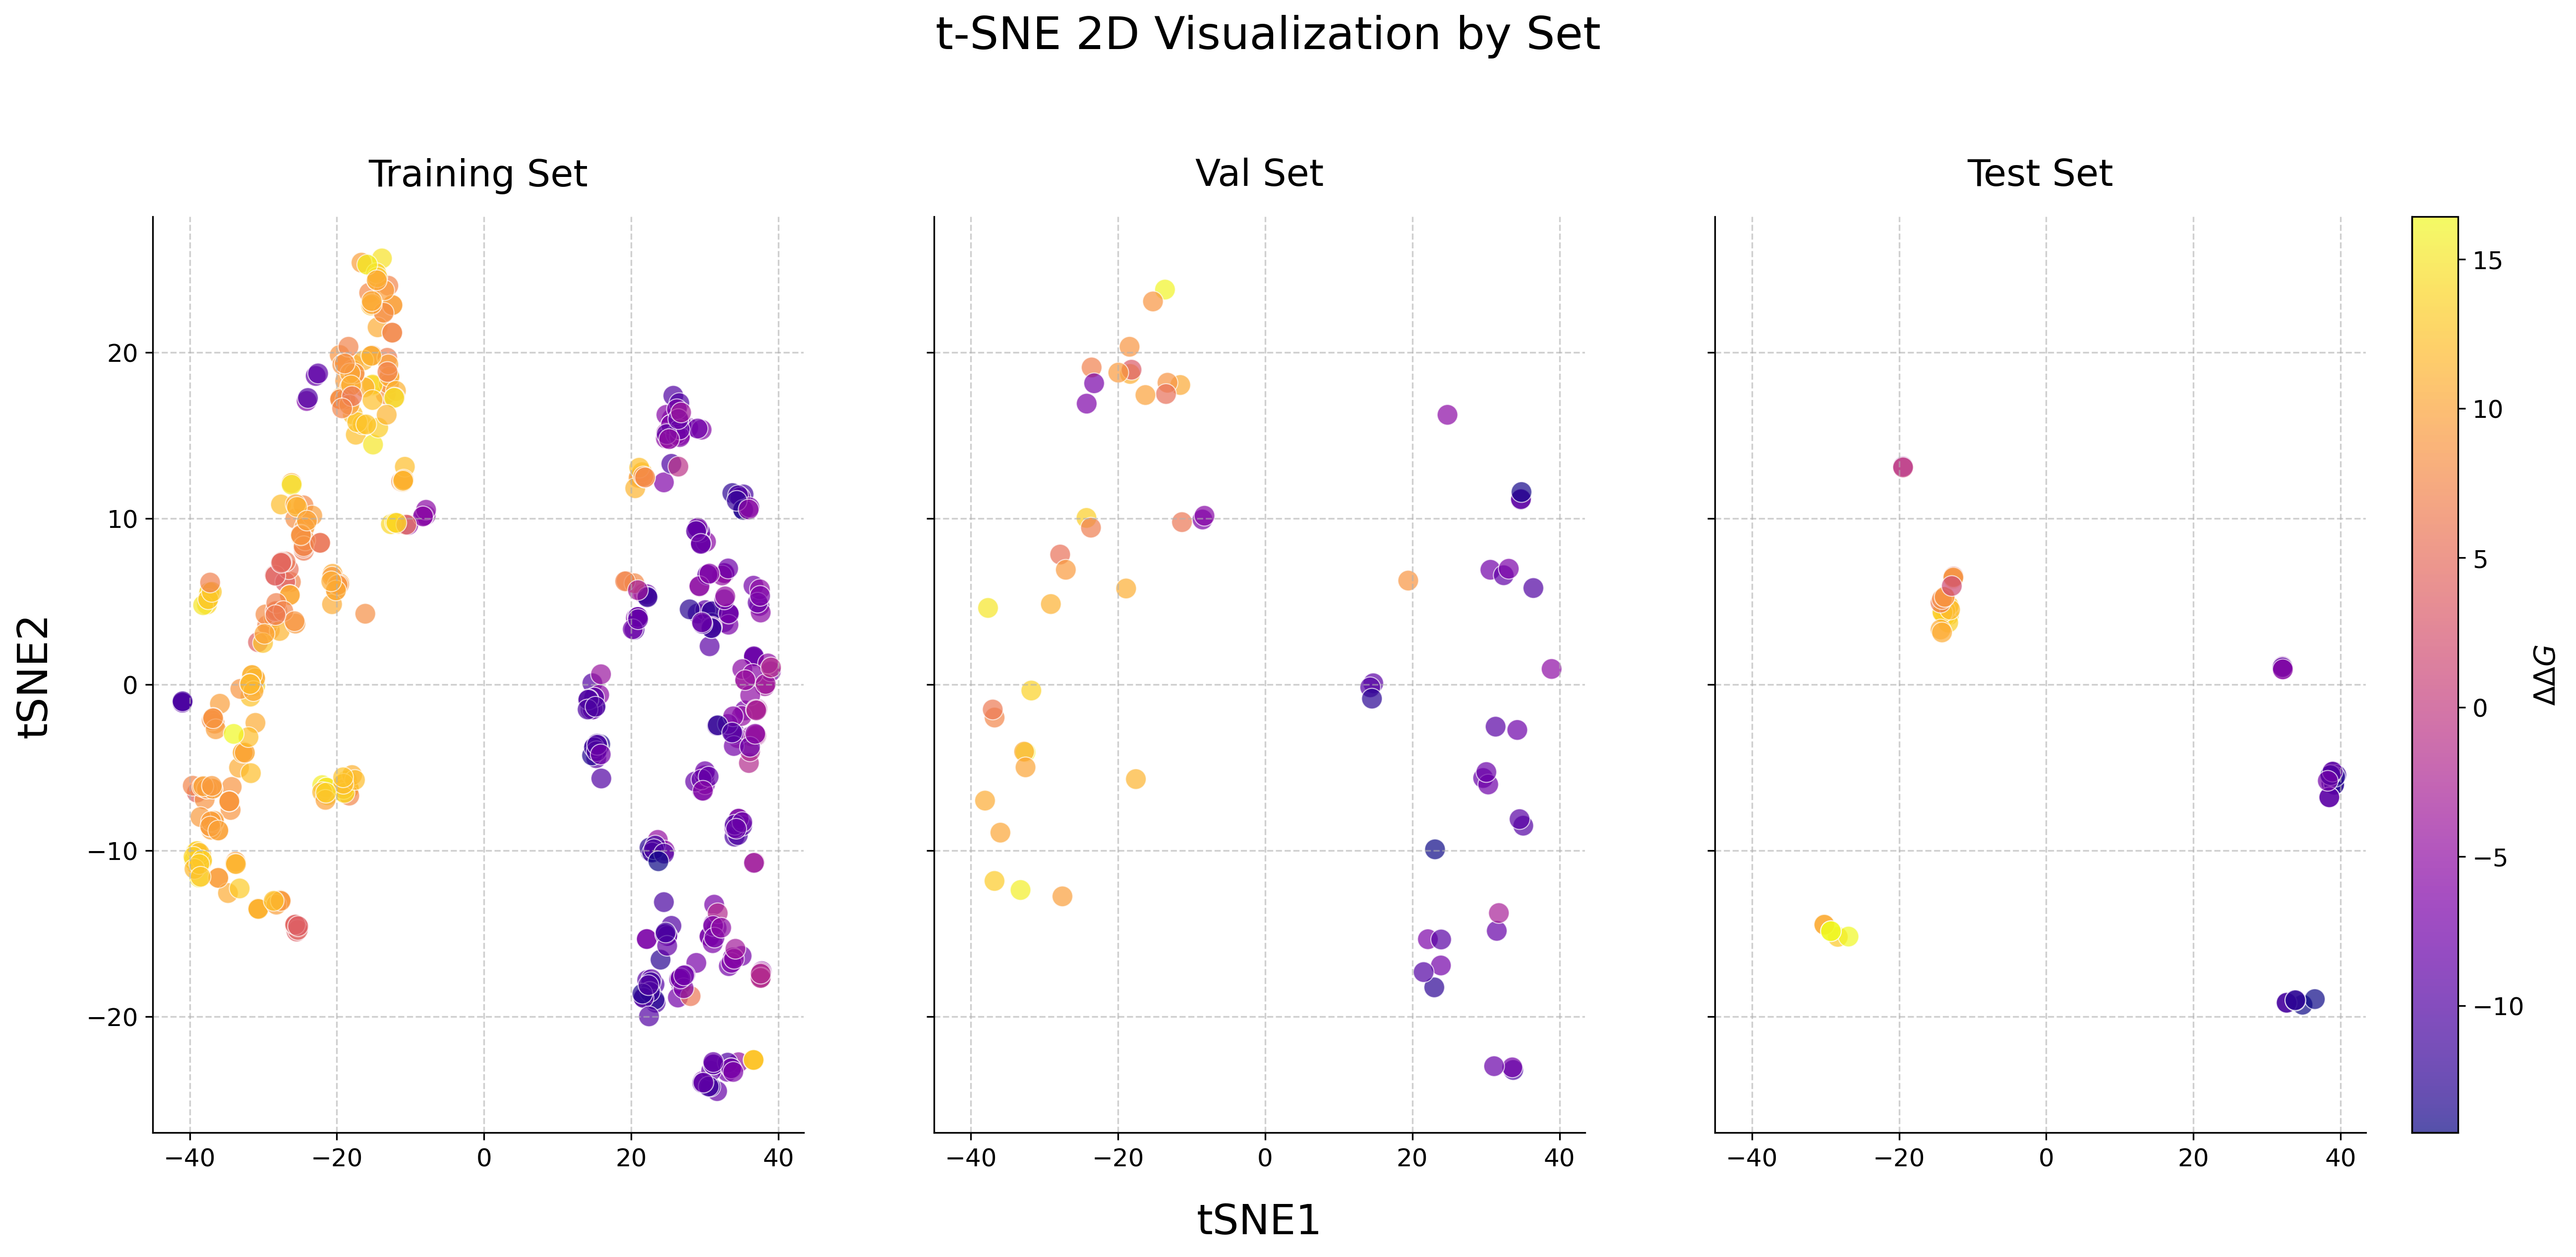 t-SNE 2D Visualization by Set
Training Set
Val Set
Test Set
tSNE2
20
10
0
−10
−20
−40 −20 0 20 40
−40 −20 0 20 40
−40 −20 0 20 40
tSNE1
15
10
5
0
−5
−10
ΔΔG